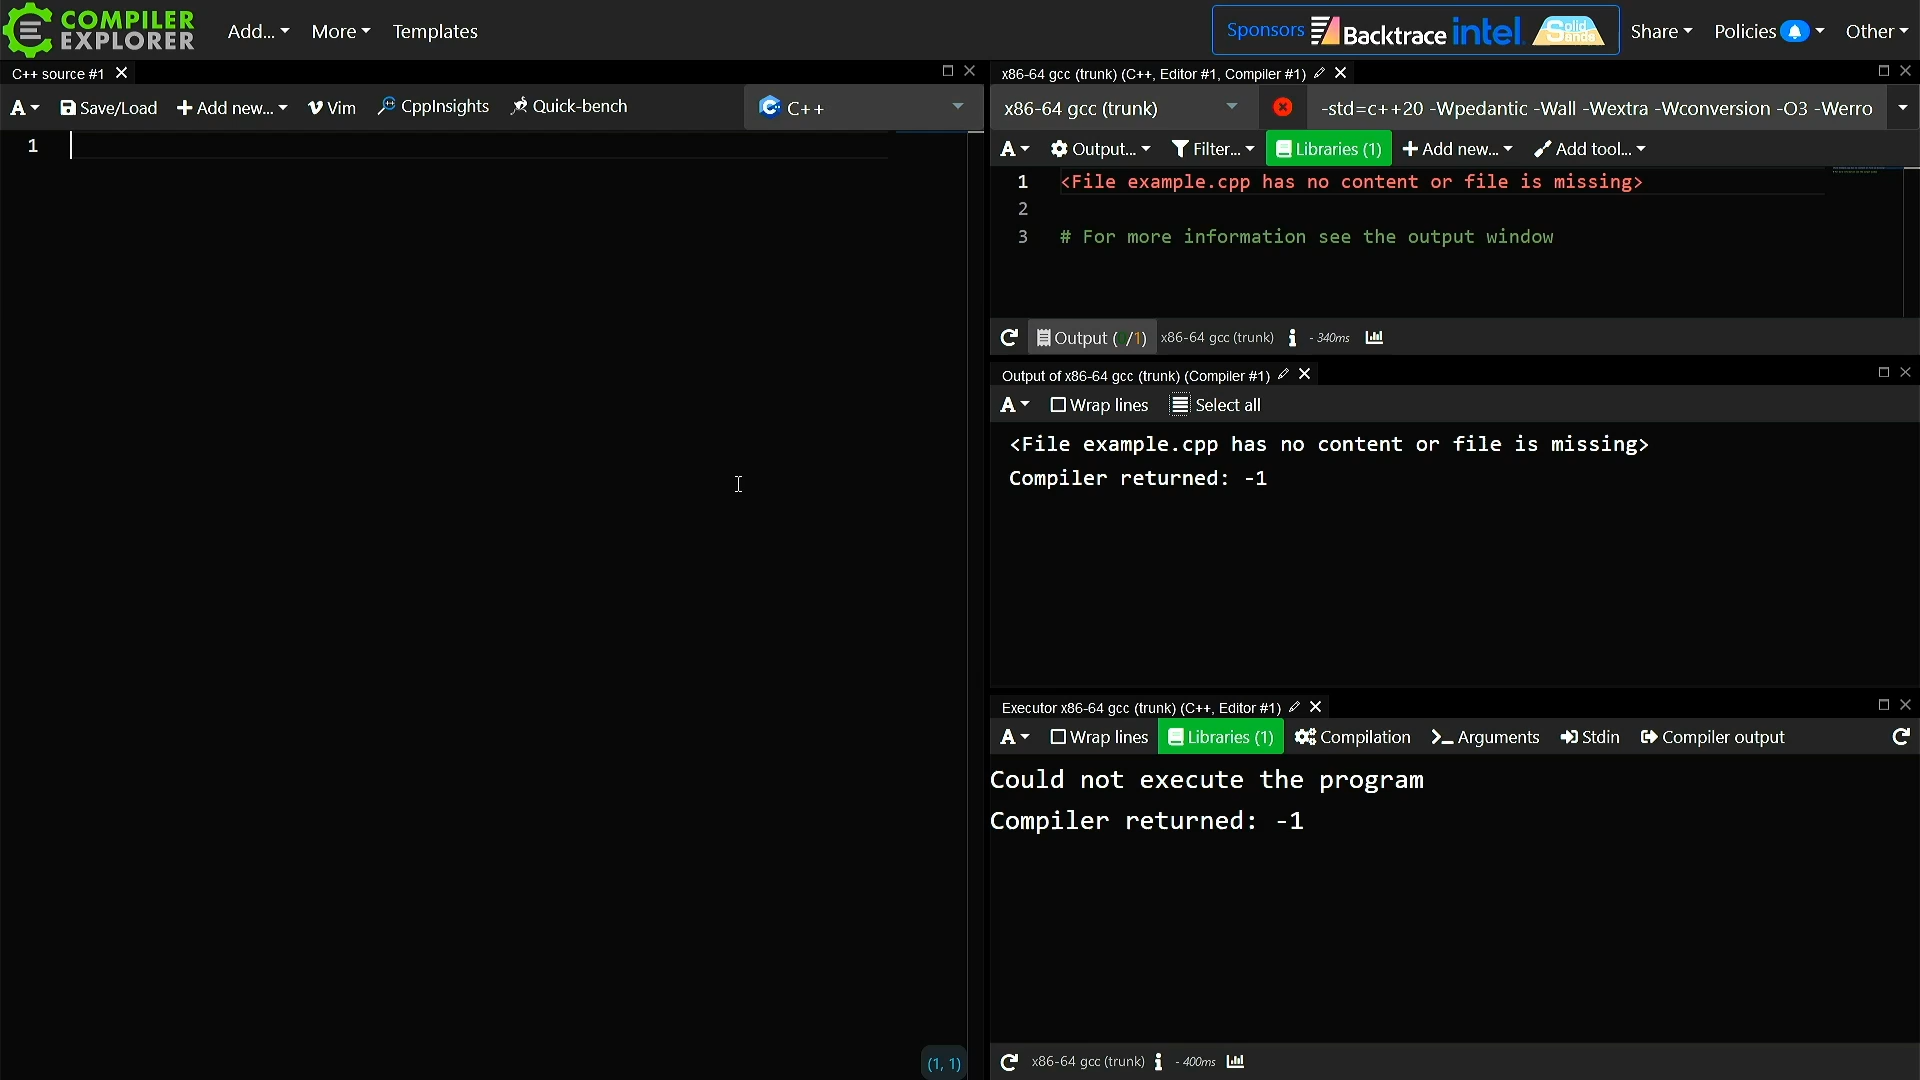 COMPILER
EXPLORER
Add... More Templates
Sponsors Backtrace intel. Solid Sands Share Policies Other
C++ source #1
A Save/Load Add new... Vim CppInsights Quick-bench C++
1
x86-64 gcc (trunk) (C++, Editor #1, Compiler #1)
x86-64 gcc (trunk) -std=c++20 -Wpedantic -Wall -Wextra -Wconversion -O3 -Werro
A Output... Filter... Libraries (1) Add new... Add tool...
1 <File example.cpp has no content or file is missing>
2
3 # For more information see the output window
Output ( /1) x86-64 gcc (trunk) - 340ms
Output of x86-64 gcc (trunk) (Compiler #1)
A Wrap lines Select all
<File example.cpp has no content or file is missing>
Compiler returned: -1
Executor x86-64 gcc (trunk) (C++, Editor #1)
A Wrap lines Libraries (1) Compilation Arguments Stdin Compiler output
Could not execute the program
Compiler returned: -1
(1, 1)
x86-64 gcc (trunk) - 400ms